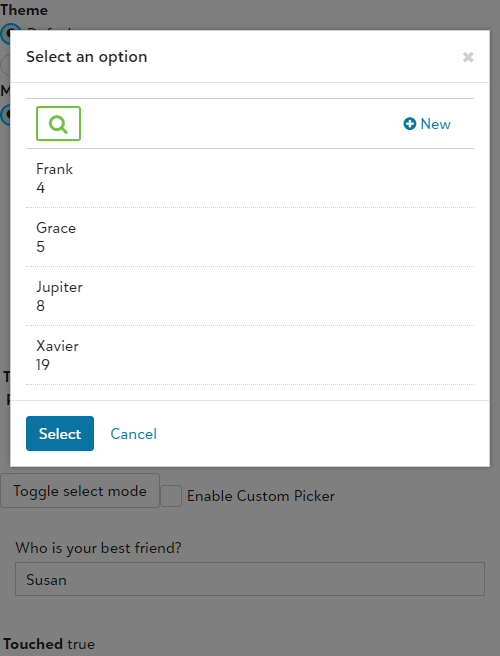 Theme
Select an option
New
Frank
4
Grace
5
Jupiter
8
Xavier
19
Select
Cancel
Toggle select mode
Enable Custom Picker
Who is your best friend?
Susan
Touched true